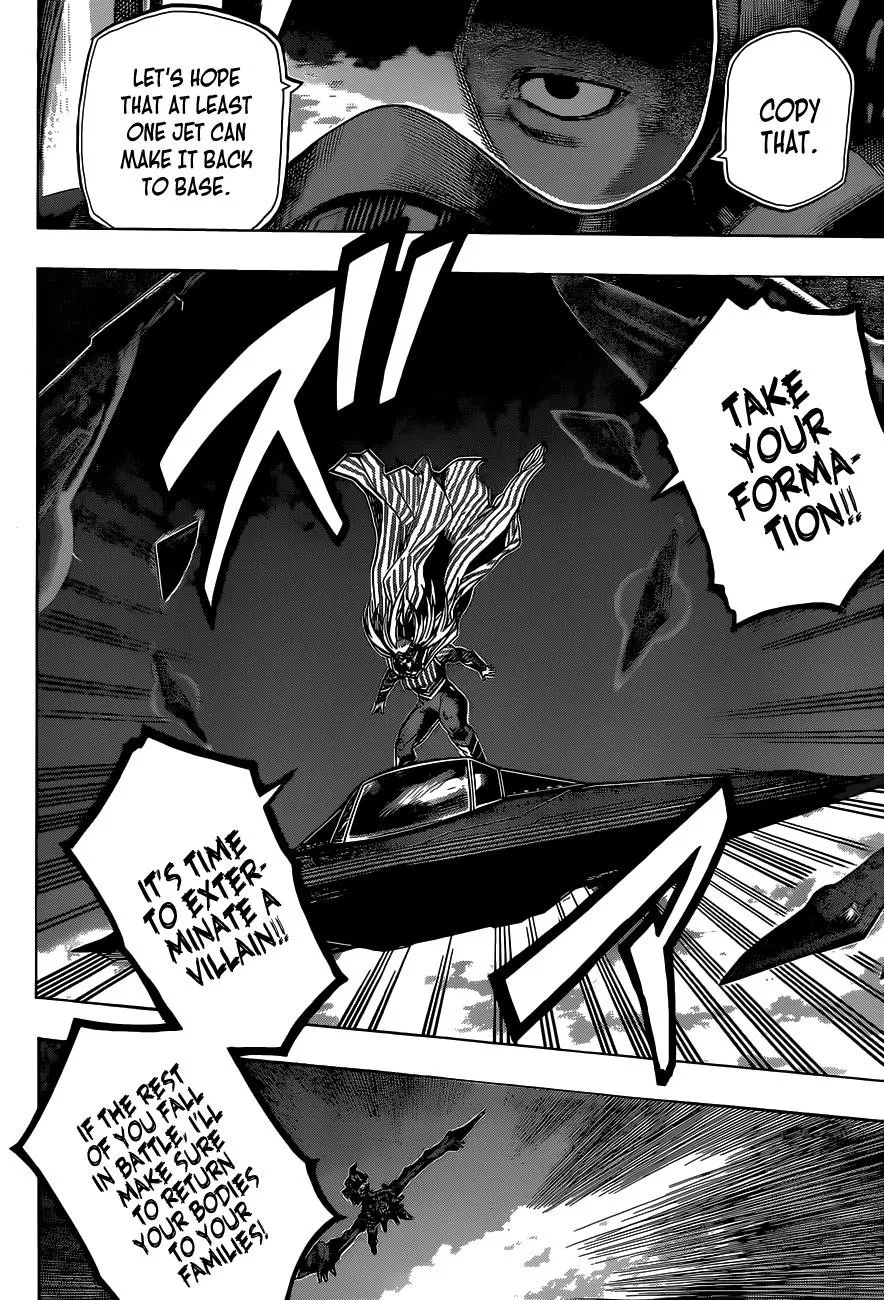 COPY
THAT.
LET'S HOPE
THAT AT LEAST
ONE JET CAN
MAKE IT BACK
TO BASE.
TAKE
YOUR
FORMA-
TION!!
ズ
ァ
IT'S TIME
TO EXTER-
MINATE A
VILLAIN!!
IF THE REST
OF YOU FALL
IN BATTLE, I'LL
MAKE SURE
TO RETURN
YOUR BODIES
TO YOUR
FAMILIES!